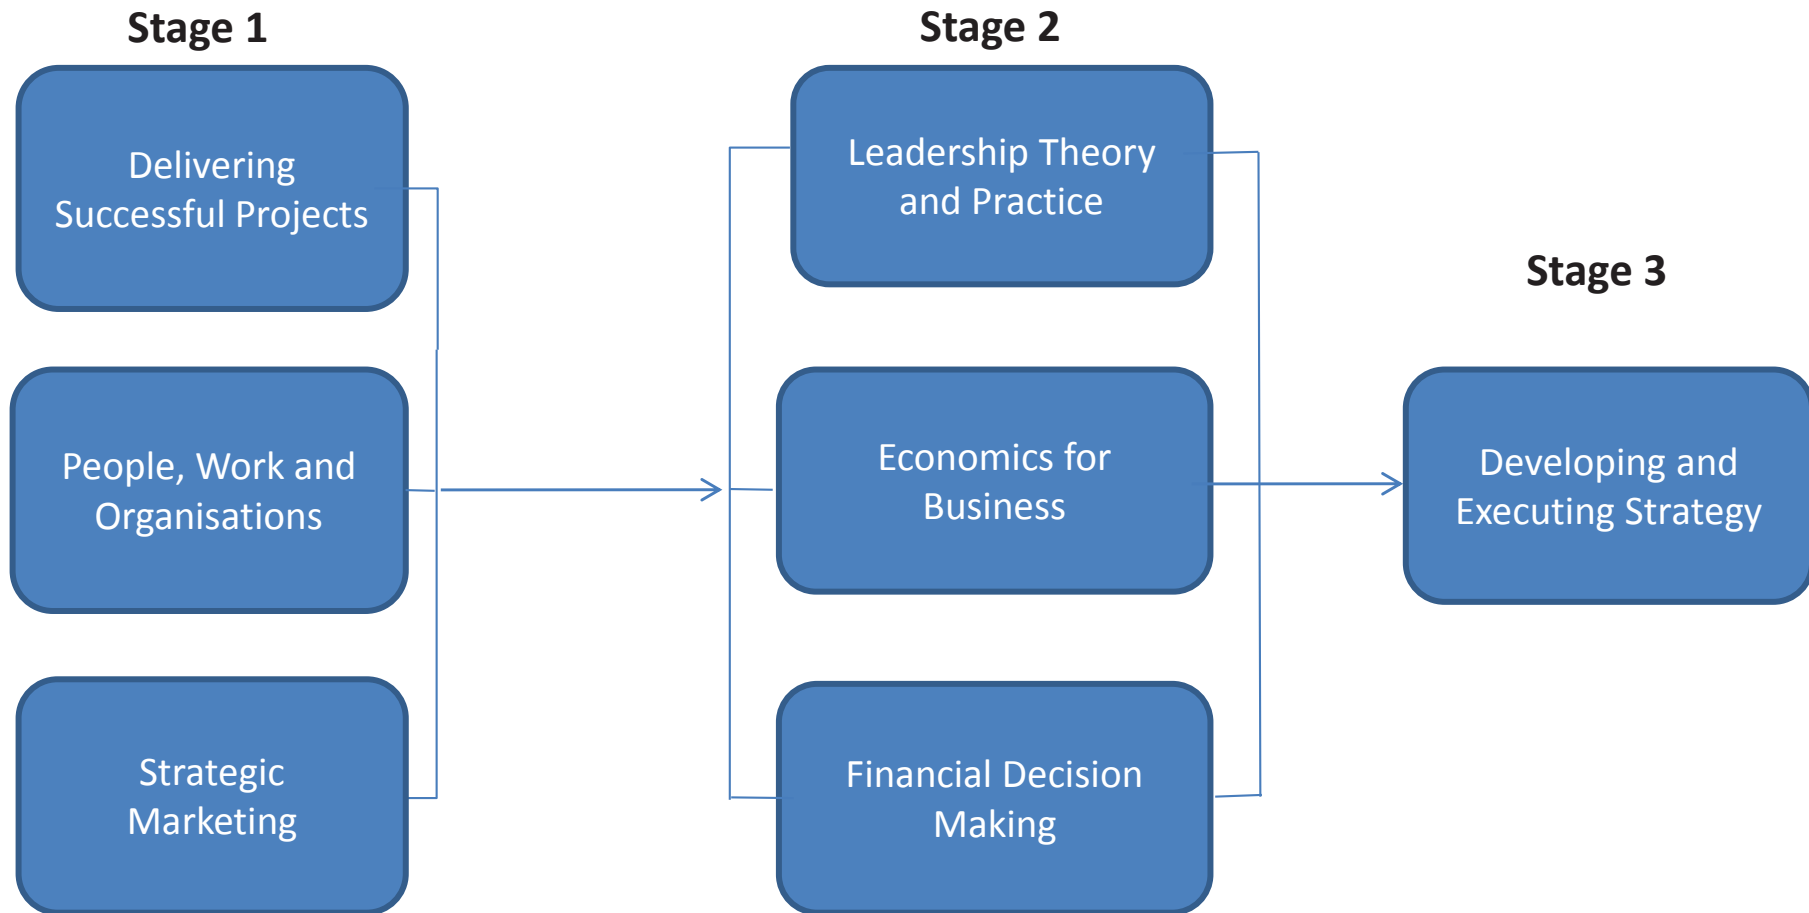 Stage 1
Delivering
Successful Projects
People, Work and
Organisations
Strategic
Marketing
Stage 2
Leadership Theory
and Practice
Economics for
Business
Financial Decision
Making
Stage 3
Developing and
Executing Strategy